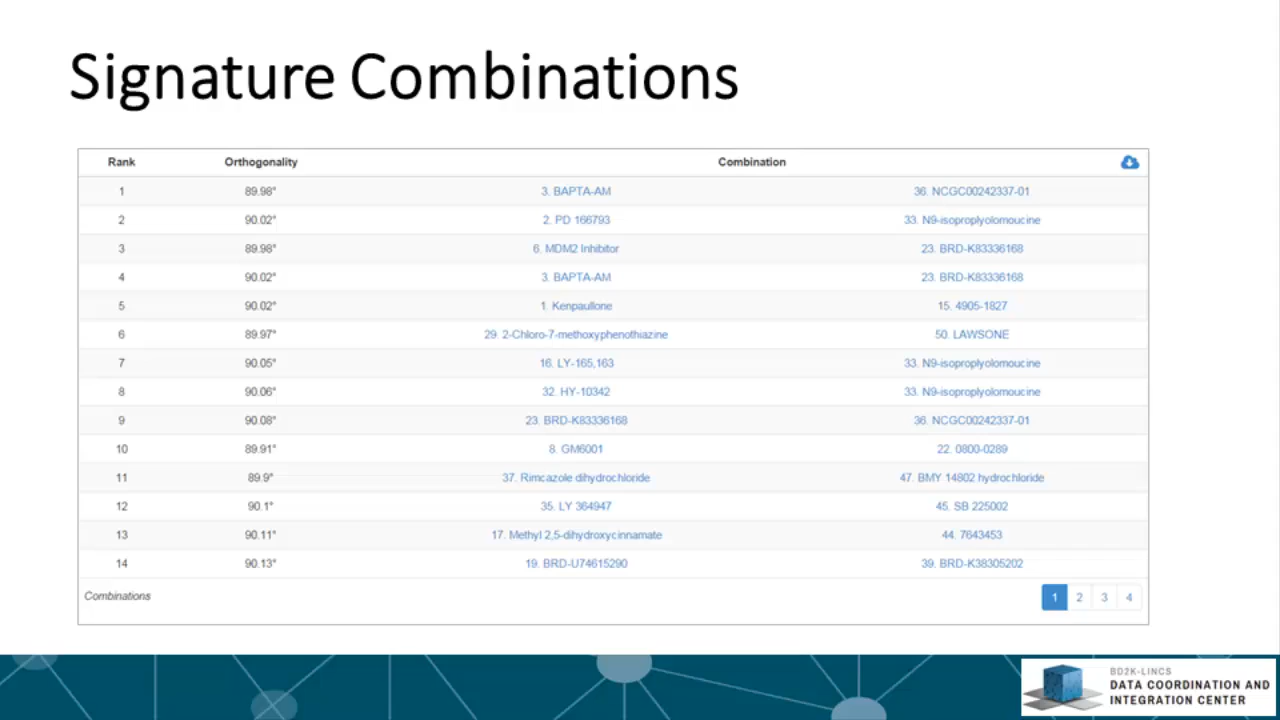 Signature Combinations
Rank Orthogonality Combination
1 89.98° 3. BAPTA-AM 36. NCGC00242337-01
2 90.02° 2. PD 166793 33. N9-isoproplyolomoucine
3 89.98° 6. MDM2 Inhibitor 23. BRD-K83336168
4 90.02° 3. BAPTA-AM 23. BRD-K83336168
5 90.02° 1. Kenpaullone 15. 4905-1827
6 89.97° 29. 2-Chloro-7-methoxyphenothiazine 50. LAWSONE
7 90.05° 16. LY-165,163 33. N9-isoproplyolomoucine
8 90.06° 32. HY-10342 33. N9-isoproplyolomoucine
9 90.08° 23. BRD-K83336168 36. NCGC00242337-01
10 89.91° 8. GM6001 22. 0800-0289
11 89.9° 37. Rimcazole dihydrochloride 47. BMY 14802 hydrochloride
12 90.1° 35. LY 364947 45. SB 225002
13 90.11° 17. Methyl 2,5-dihydroxycinnamate 44. 7643453
14 90.13° 19. BRD-U74615290 39. BRD-K38305202
Combinations 1 2 3 4
BD2K-LINCS
DATA COORDINATION AND
INTEGRATION CENTER